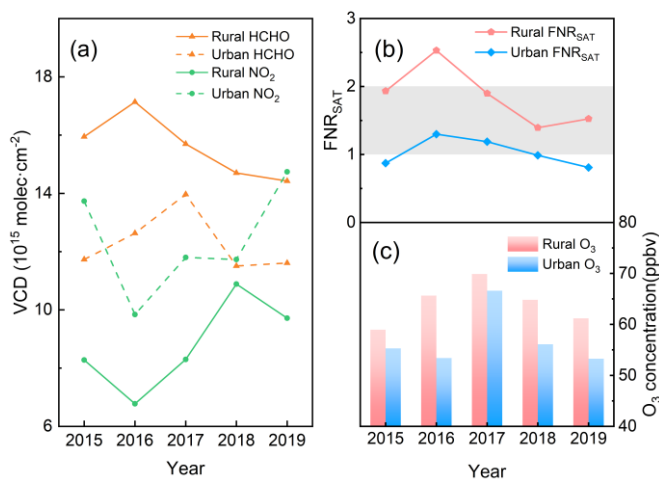 (a)
Rural HCHO
Urban HCHO
Rural NO₂
Urban NO₂
VCD (10¹⁵ molec·cm⁻²)
18
14
10
6
2015 2016 2017 2018 2019
Year
(b)
Rural FNR_SAT
Urban FNR_SAT
FNR_SAT
3
2
1
0
(c)
Rural O₃
Urban O₃
80
70
60
50
40
O₃ concentration(ppbv)
2015 2016 2017 2018 2019
Year